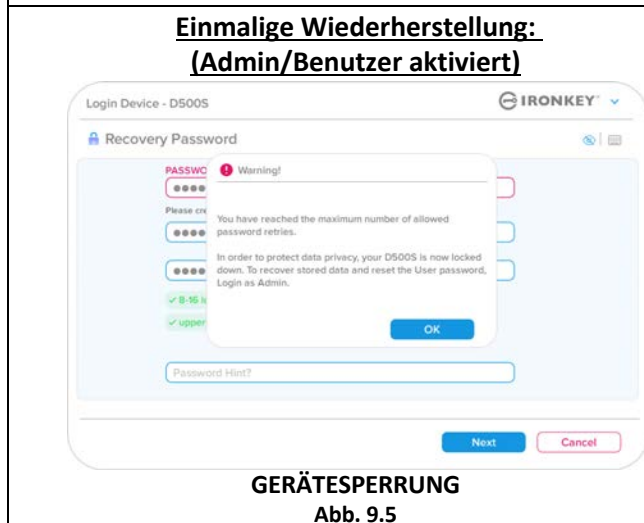 Einmalige Wiederherstellung:
(Admin/Benutzer aktiviert)
Login Device - D500S
IRONKEY
Recovery Password
PASSWO
Warning!
Please cre
You have reached the maximum number of allowed
password retries.
In order to protect data privacy, your D500S is now locked
down. To recover stored data and reset the User password,
Login as Admin.
8-16
upper
OK
Password Hint?
Next
Cancel
GERÄTESPERRUNG
Abb. 9.5